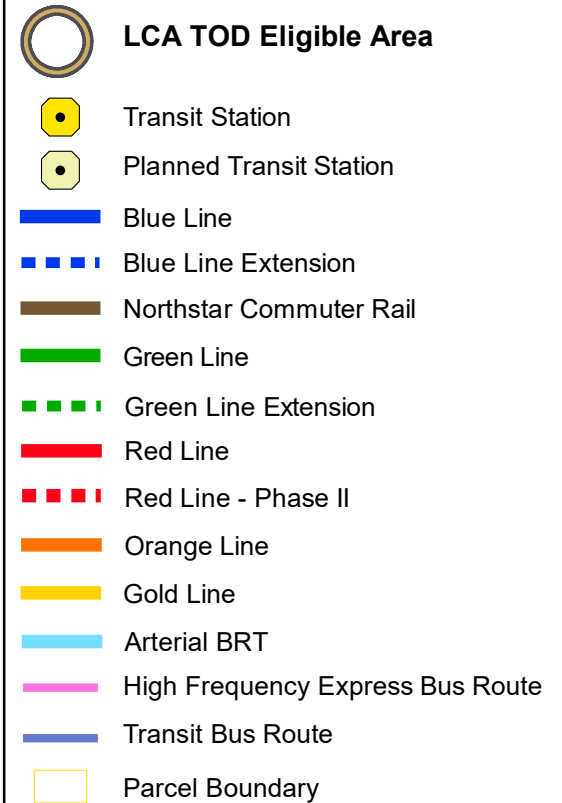 LCA TOD Eligible Area
Transit Station
Planned Transit Station
Blue Line
Blue Line Extension
Northstar Commuter Rail
Green Line
Green Line Extension
Red Line
Red Line - Phase II
Orange Line
Gold Line
Arterial BRT
High Frequency Express Bus Route
Transit Bus Route
Parcel Boundary